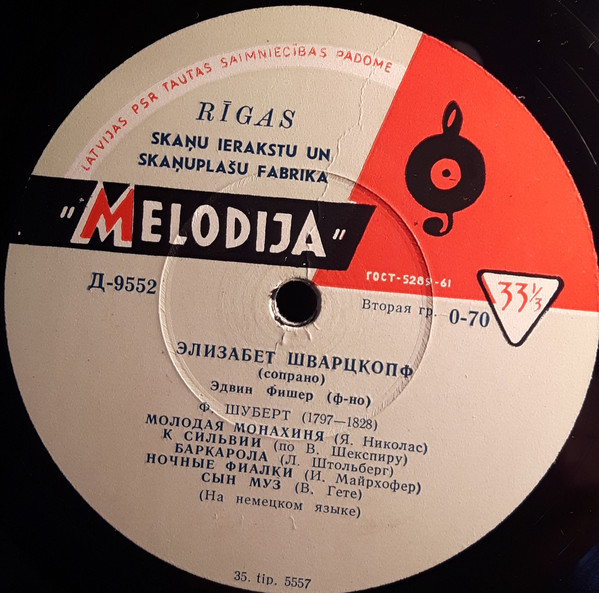 LATVIJAS PSR TAUTAS SAIMNIECĪBAS PADOME
RĪGAS
SKAŅU IERAKSTU UN
SKAŅUPLAŠU FABRIKA
"MELODIJA"
ГОСТ-5289-61
Д-9552
Вторая гр. 0-70
33⅓
ЭЛИЗАБЕТ ШВАРЦКОПФ
(сопрано)
Эдвин Фишер (ф-но)
Ф. ШУБЕРТ (1797—1828)
МОЛОДАЯ МОНАХИНЯ (Я. Николас)
К СИЛЬВИИ (по В. Шекспиру)
БАРКАРОЛА (Л. Штольберг)
НОЧНЫЕ ФИАЛКИ (И. Майрхофер)
СЫН МУЗ (В. Гете)
(На немецком языке)
35. tip. 5557